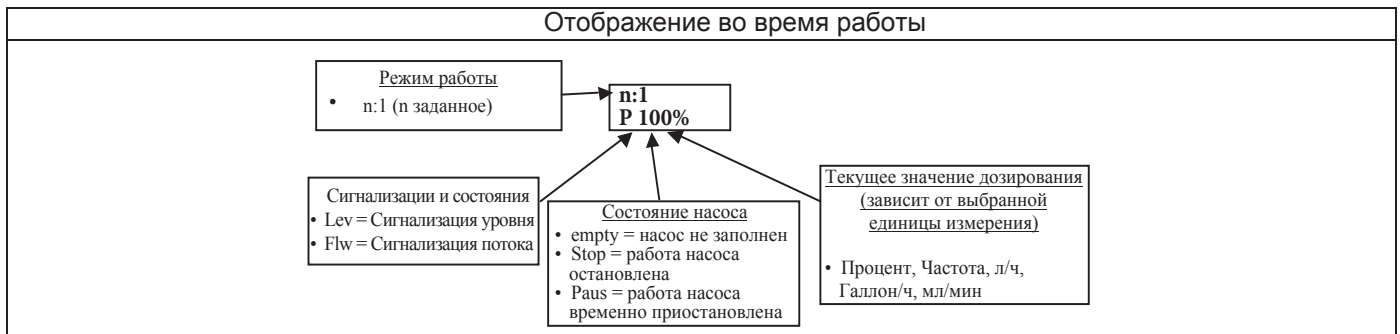 Отображение во время работы
Режим работы
• n:1 (n заданное)
n:1
P 100%
Сигнализации и состояния
• Lev = Сигнализация уровня
• Flw = Сигнализация потока
Состояние насоса
• empty = насос не заполнен
• Stop = работа насоса
остановлена
• Paus = работа насоса
временно приостановлена
Текущее значение дозирования
(зависит от выбранной
единицы измерения)
• Процент, Частота, л/ч,
Галлон/ч, мл/мин